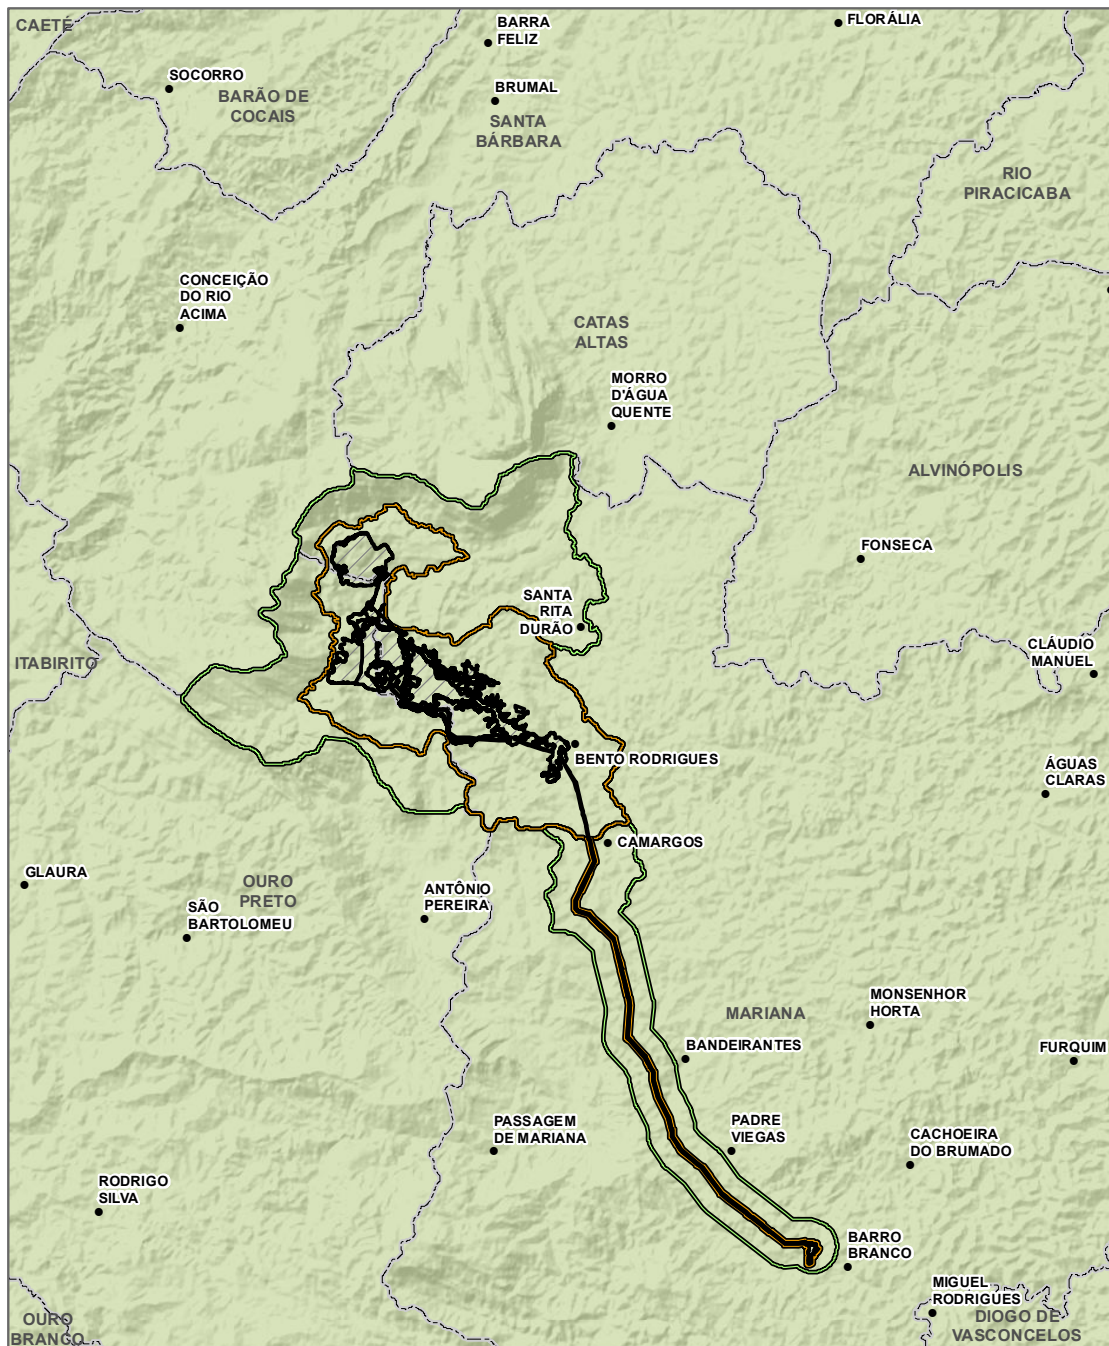 CAETÉ
BARRA
FELIZ
FLORÁLIA
SOCORRO
BARÃO DE
COCAIS
BRUMAL
SANTA
BÁRBARA
RIO
PIRACICABA
CONCEIÇÃO
DO RIO
ACIMA
CATAS
ALTAS
MORRO
D'ÁGUA
QUENTE
ALVINÓPOLIS
FONSECA
SANTA
RITA
DURÃO
ITABIRITO
CLÁUDIO
MANUEL
BENTO RODRIGUES
ÁGUAS
CLARAS
CAMARGOS
GLAURA
OURO
PRETO
ANTÔNIO
PEREIRA
SÃO
BARTOLOMEU
MONSENHOR
HORTA
MARIANA
BANDEIRANTES
FURQUIM
PASSAGEM
DE MARIANA
PADRE
VIEGAS
CACHOEIRA
DO BRUMADO
RODRIGO
SILVA
BARRO
BRANCO
MIGUEL
RODRIGUES
DIOGO DE
VASCONCELOS
OURO
BRANCO